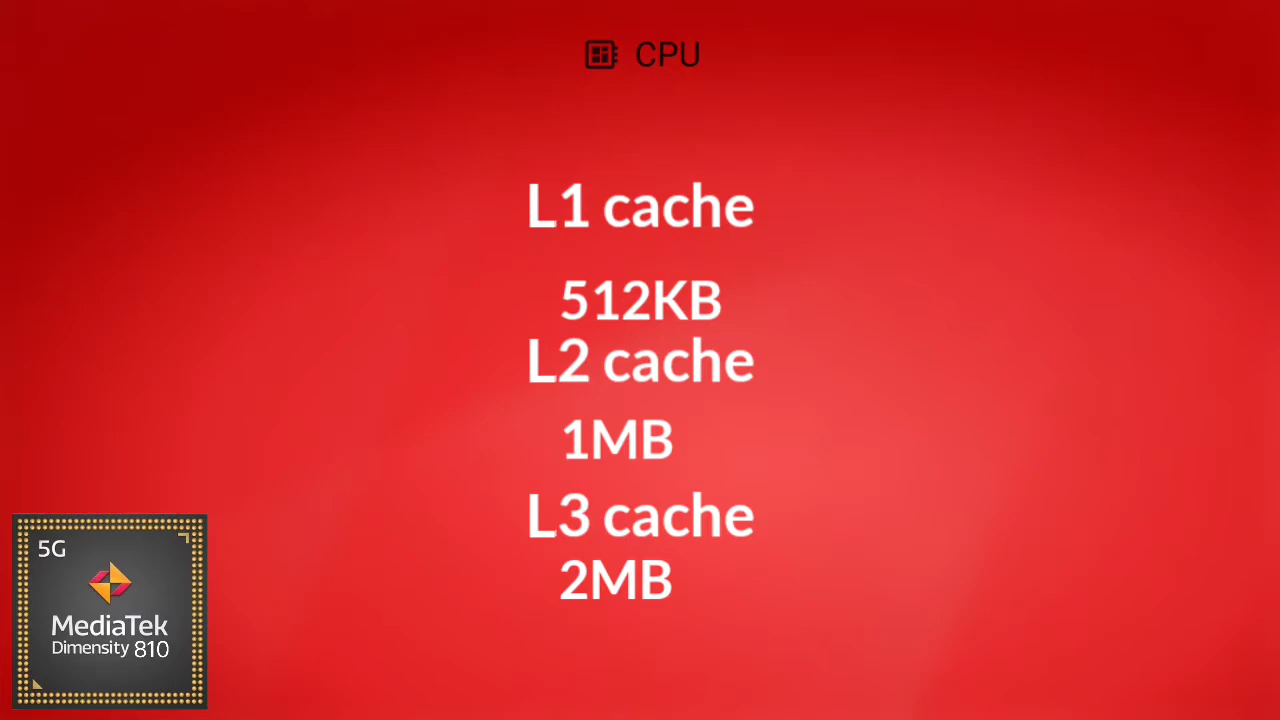 CPU
L1 cache
512KB
L2 cache
1MB
L3 cache
2MB
5G
MediaTek
Dimensity 810